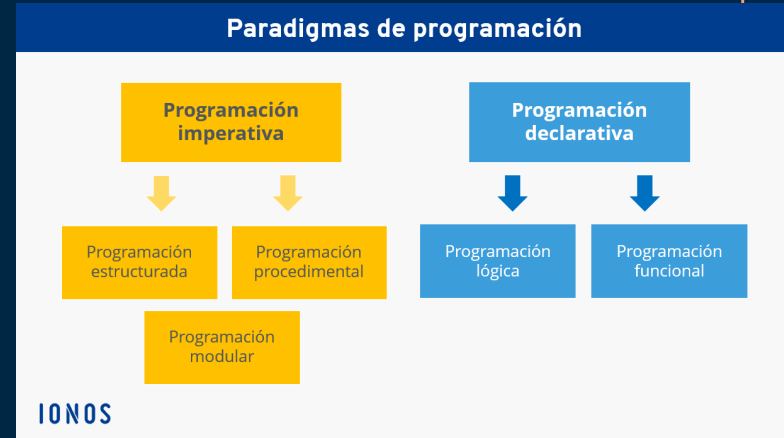 Paradigmas de programación
Programación
imperativa
Programación
declarativa
Programación
estructurada
Programación
procedimental
Programación
lógica
Programación
funcional
Programación
modular
IONOS